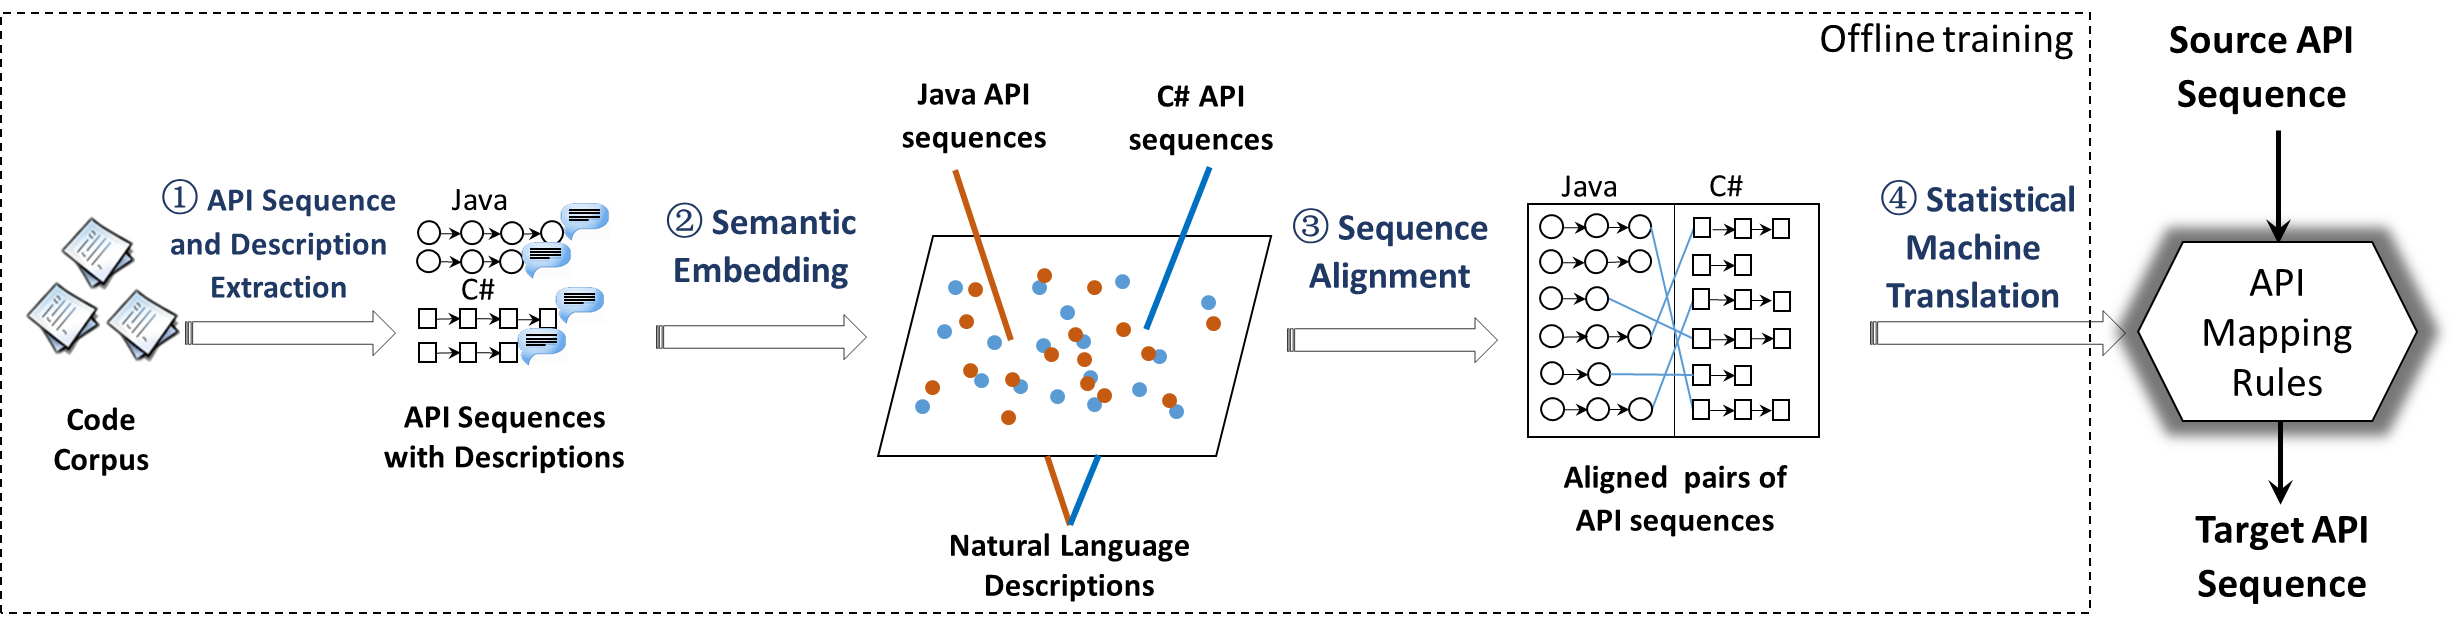 Offline training
① API Sequence
and Description
Extraction
Code
Corpus
Java
C#
API Sequences
with Descriptions
② Semantic
Embedding
Java API
sequences
C# API
sequences
Natural Language
Descriptions
③ Sequence
Alignment
Java
C#
Aligned pairs of
API sequences
④ Statistical
Machine
Translation
Source API
Sequence
API
Mapping
Rules
Target API
Sequence